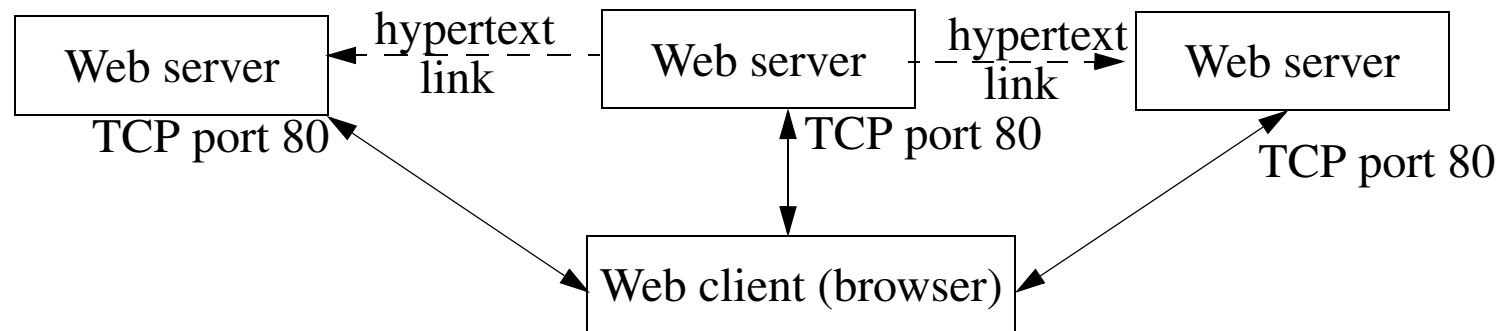 Web server
hypertext
link
Web server
hypertext
link
Web server
TCP port 80
TCP port 80
TCP port 80
Web client (browser)